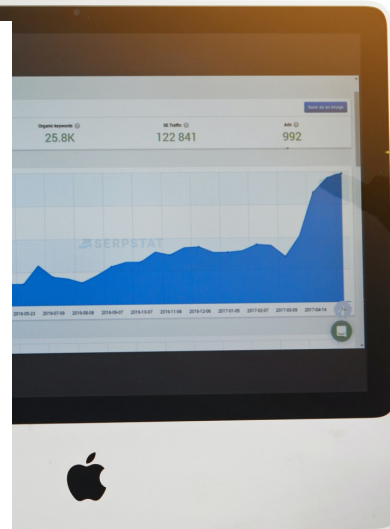 Save as an image
Organic keywords
SE Traffic
Ads
25.8K
122 841
992
SERPSTAT
2016-05-23 2016-07-09 2016-08-08 2016-09-07 2016-10-07 2016-11-06 2016-12-06 2017-01-05 2017-02-07 2017-03-09 2017-04-14